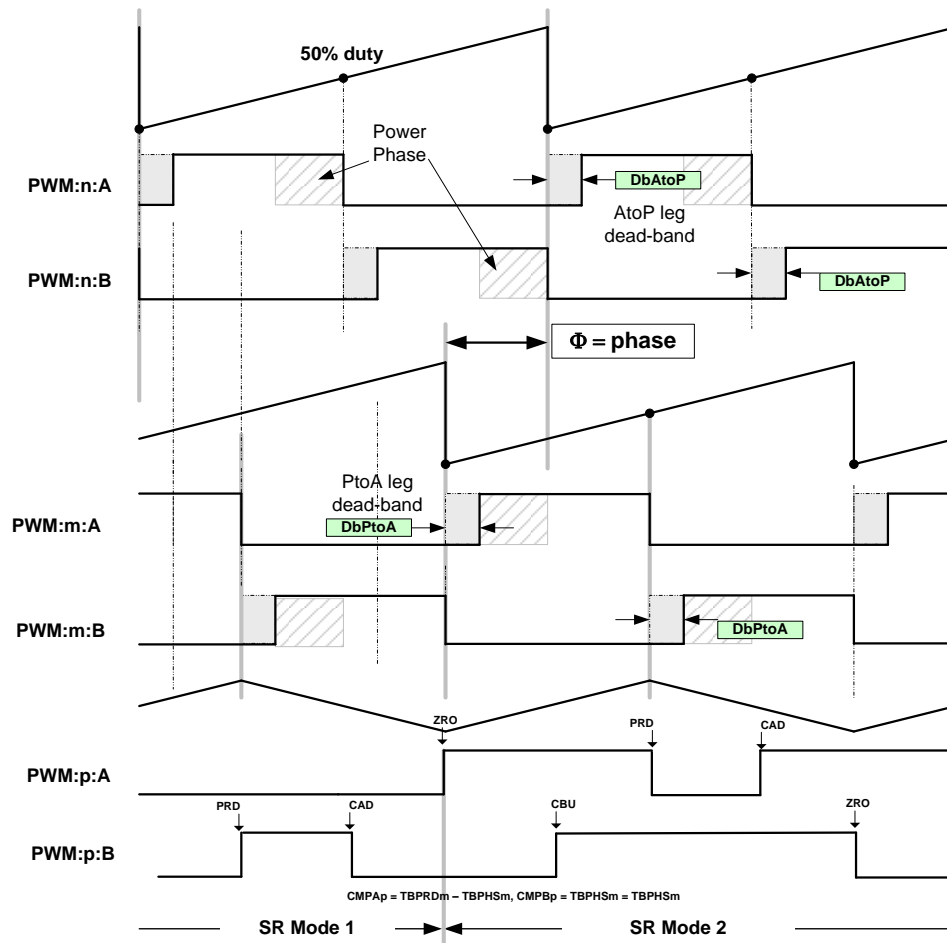 50% duty
Power
Phase
PWM:n:A
DbAtoP
AtoP leg
dead-band
PWM:n:B
DbAtoP
Φ = phase
PtoA leg
dead-band
PWM:m:A
DbPtoA
PWM:m:B
DbPtoA
ZRO
PRD
CAD
PWM:p:A
PRD
CAD
CBU
ZRO
PWM:p:B
CMPAp = TBPRDm – TBPHSm, CMPBp = TBPHSm = TBPHSm
SR Mode 1
SR Mode 2